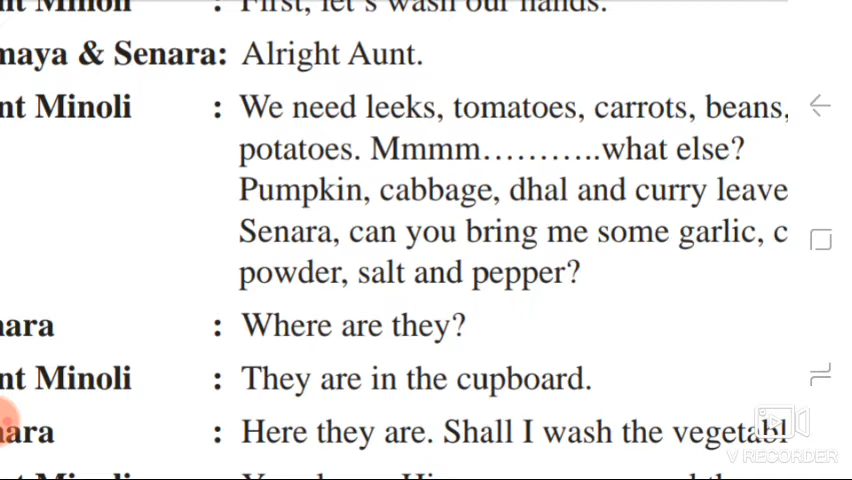 : First, let's wash our hands.
maya & Senara: Alright Aunt.
nt Minoli : We need leeks, tomatoes, carrots, beans,
potatoes. Mmmm………..what else?
Pumpkin, cabbage, dhal and curry leave
Senara, can you bring me some garlic, c
powder, salt and pepper?
nara : Where are they?
nt Minoli : They are in the cupboard.
nara : Here they are. Shall I wash the vegetabl
V RECORDER